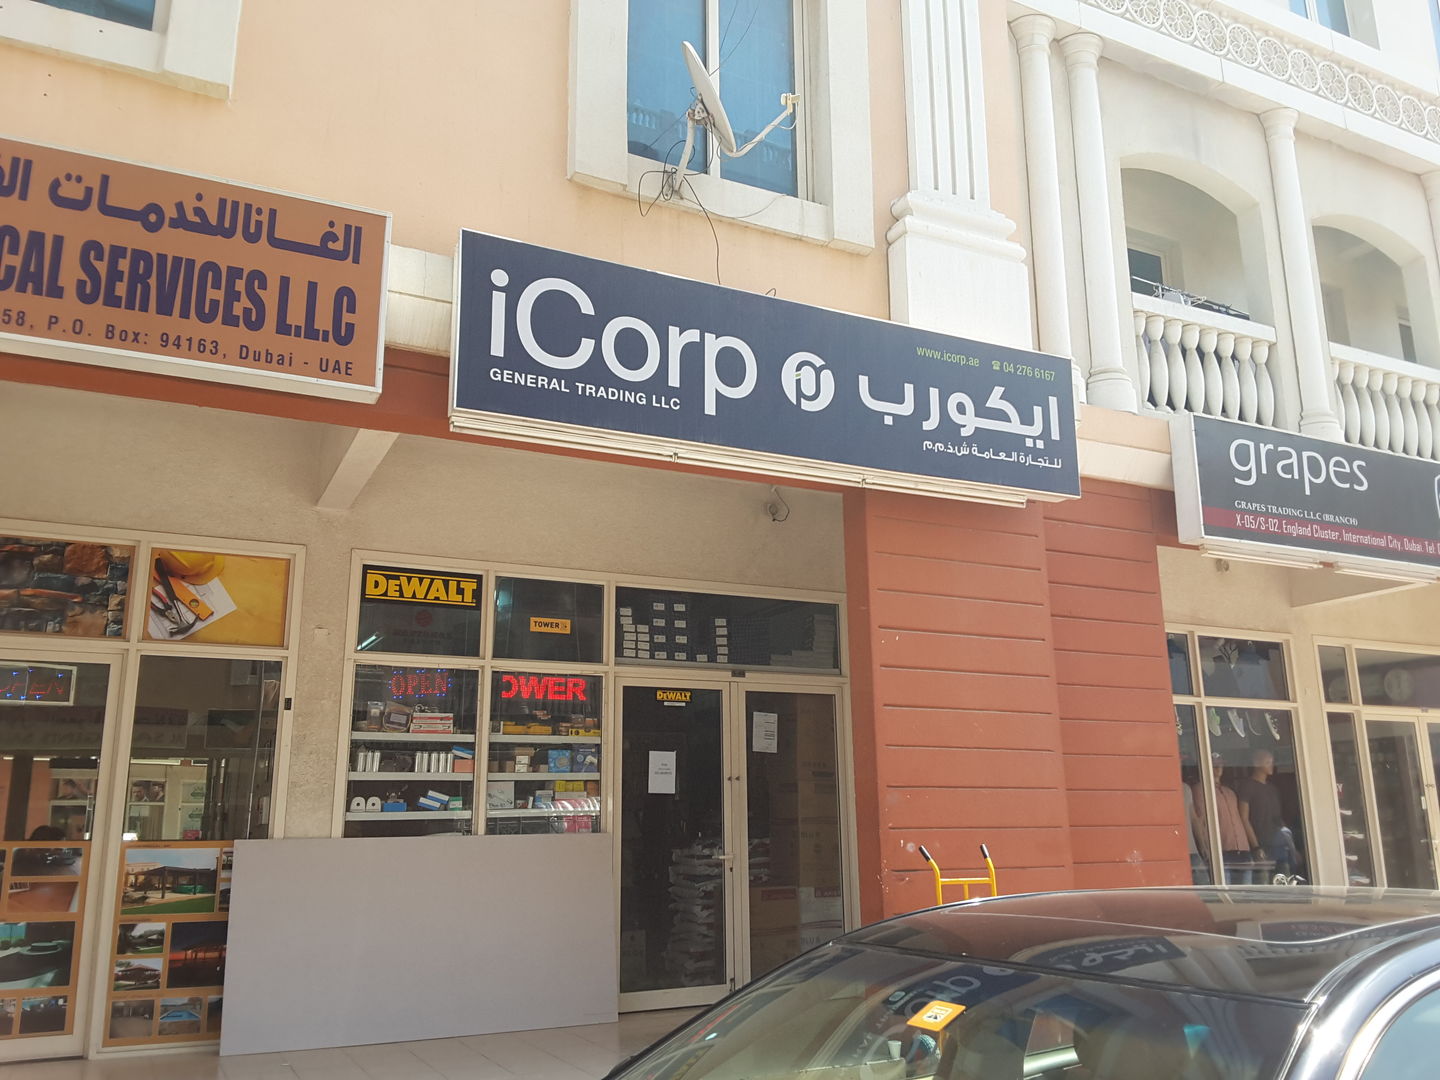 الغانا للخدمات
CAL SERVICES L.L.C
58, P.O. Box: 94163, Dubai - UAE
iCorp
GENERAL TRADING LLC
www.icorp.ae ☎ 04 276 6167
ايكورب
للتجارة العامة ش.ذ.م.م
grapes
GRAPES TRADING L.L.C (BRANCH)
X-05/S-02, England Cluster, International City, Dubai. Tel:
DEWALT
TOWER
OPEN
OPEN
OWER
DEWALT